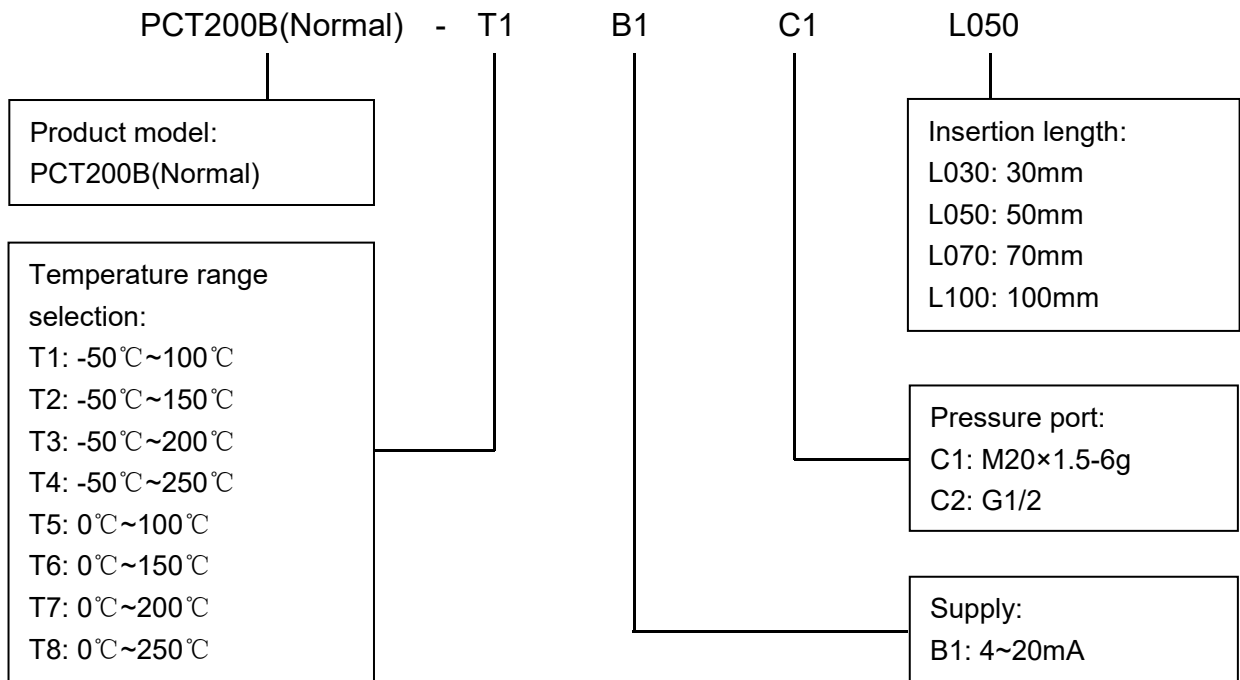 PCT200B(Normal) - T1 B1 C1 L050
Product model:
PCT200B(Normal)
Temperature range
selection:
T1: -50℃~100℃
T2: -50℃~150℃
T3: -50℃~200℃
T4: -50℃~250℃
T5: 0℃~100℃
T6: 0℃~150℃
T7: 0℃~200℃
T8: 0℃~250℃
Insertion length:
L030: 30mm
L050: 50mm
L070: 70mm
L100: 100mm
Pressure port:
C1: M20×1.5-6g
C2: G1/2
Supply:
B1: 4~20mA